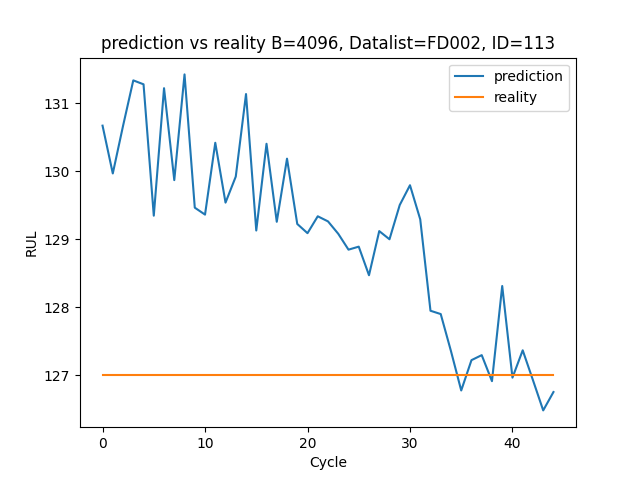 prediction vs reality B=4096, Datalist=FD002, ID=113
prediction
reality
131
130
129
128
127
RUL
0 10 20 30 40
Cycle